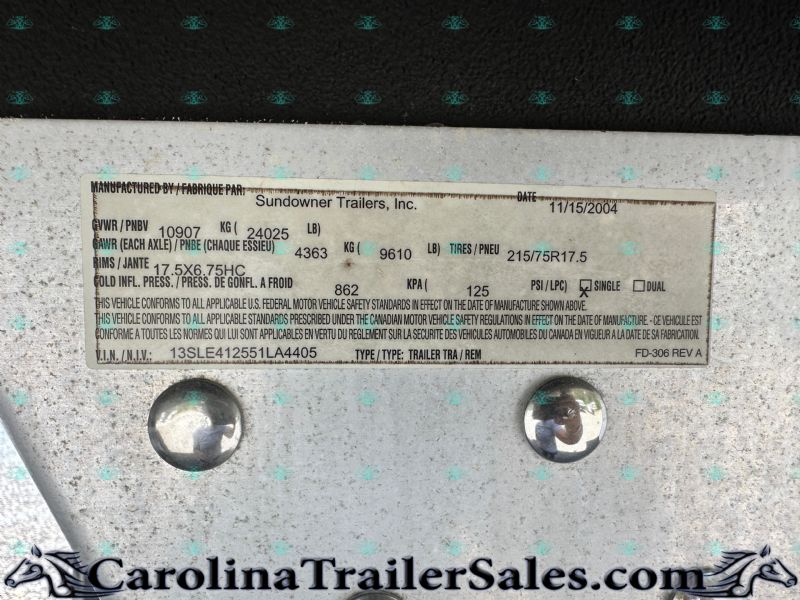 MANUFACTURED BY / FABRIQUE PAR: Sundowner Trailers, Inc. DATE 11/15/2004
GVWR / PNBV 10907 KG ( 24025 LB)
GAWR (EACH AXLE) / PNBE (CHAQUE ESSIEU) 4363 KG ( 9610 LB) TIRES / PNEU 215/75R17.5
RIMS / JANTE 17.5X6.75HC
COLD INFL. PRESS. / PRESS. DE GONFL. A FROID 862 KPA ( 125 PSI / LPC) X SINGLE DUAL
THIS VEHICLE CONFORMS TO ALL APPLICABLE U.S. FEDERAL MOTOR VEHICLE SAFETY STANDARDS IN EFFECT ON THE DATE OF MANUFACTURE SHOWN ABOVE.
THIS VEHICLE CONFORMS TO ALL APPLICABLE STANDARDS PRESCRIBED UNDER THE CANADIAN MOTOR VEHICLE SAFETY REGULATIONS IN EFFECT ON THE DATE OF MANUFACTURE. - CE VEHICULE EST
CONFORME A TOUTES LES NORMES QUI LUI SONT APPLICABLES EN VERTU DU REGLEMENT SUR LA SECURITE DES VEHICULES AUTOMOBILES DU CANADA EN VIGUEUR A LA DATE DE SA FABRICATION.
V.I.N. / N.I.V.: 13SLE412551LA4405 TYPE / TYPE: TRAILER TRA / REM FD-306 REV A
CarolinaTrailerSales.com